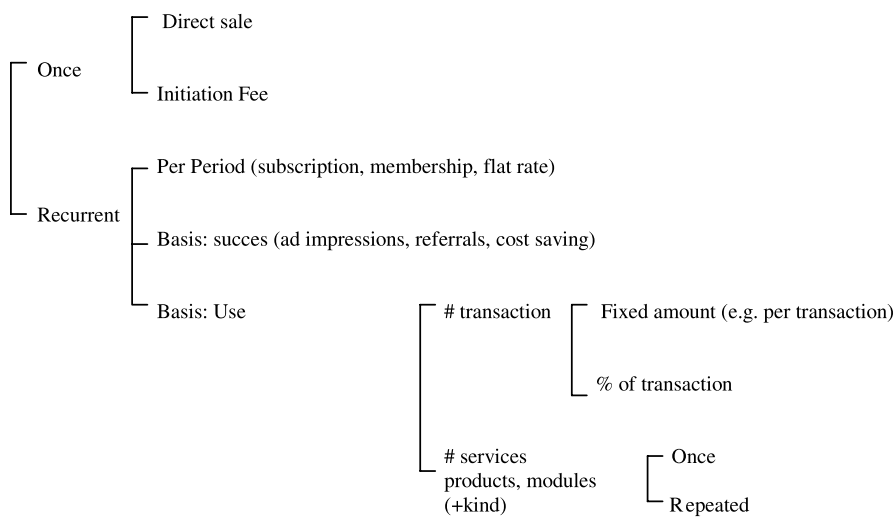 Direct sale
Once
Initiation Fee
Per Period (subscription, membership, flat rate)
Recurrent
Basis: succes (ad impressions, referrals, cost saving)
Basis: Use
# transaction
Fixed amount (e.g. per transaction)
% of transaction
# services
products, modules
(+kind)
Once
Repeated